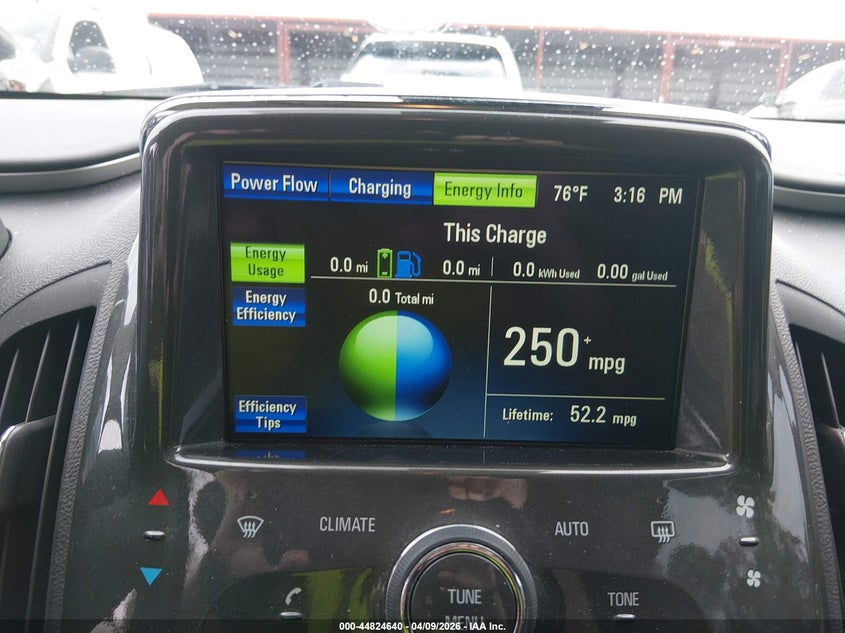 Power Flow Charging Energy Info 76°F 3:16 PM
This Charge
Energy
Usage
0.0 mi 0.0 mi 0.0 kWh Used 0.00 gal Used
Energy
Efficiency
0.0 Total mi
250+ mpg
Efficiency
Tips
Lifetime: 52.2 mpg
CLIMATE AUTO
TUNE TONE
MENU
000-44824640 - 04/09/2026 - IAA Inc.